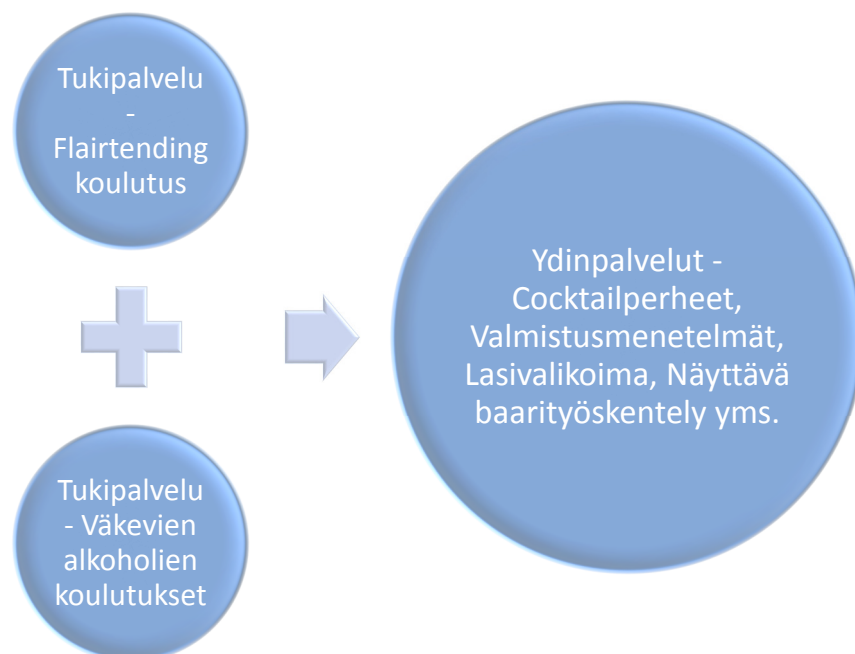 Tukipalvelu
-
Flairtending
koulutus
Tukipalvelu
- Väkevien
alkoholien
koulutukset
Ydinpalvelut -
Cocktailperheet,
Valmistusmenetelmät,
Lasivalikoima, Näyttävä
baarityöskentely yms.